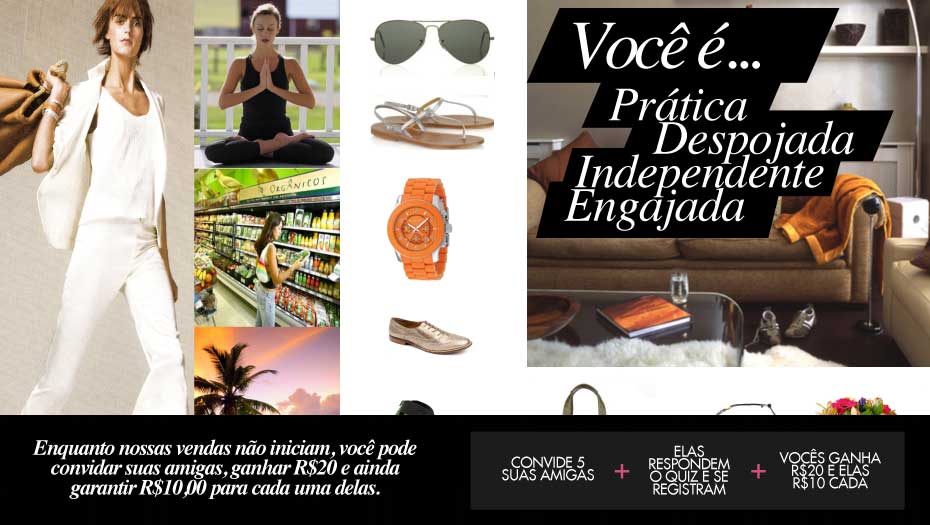 Você é...
Prática
Despojada
Independente
Engajada
ORGÂNICOS
Enquanto nossas vendas não iniciam, você pode
convidar suas amigas, ganhar R$20 e ainda
garantir R$10,00 para cada uma delas.
CONVIDE 5
SUAS AMIGAS
+
ELAS
RESPONDEM
O QUIZ E SE
REGISTRAM
+
VOCÊS GANHA
R$20 E ELAS
R$10 CADA